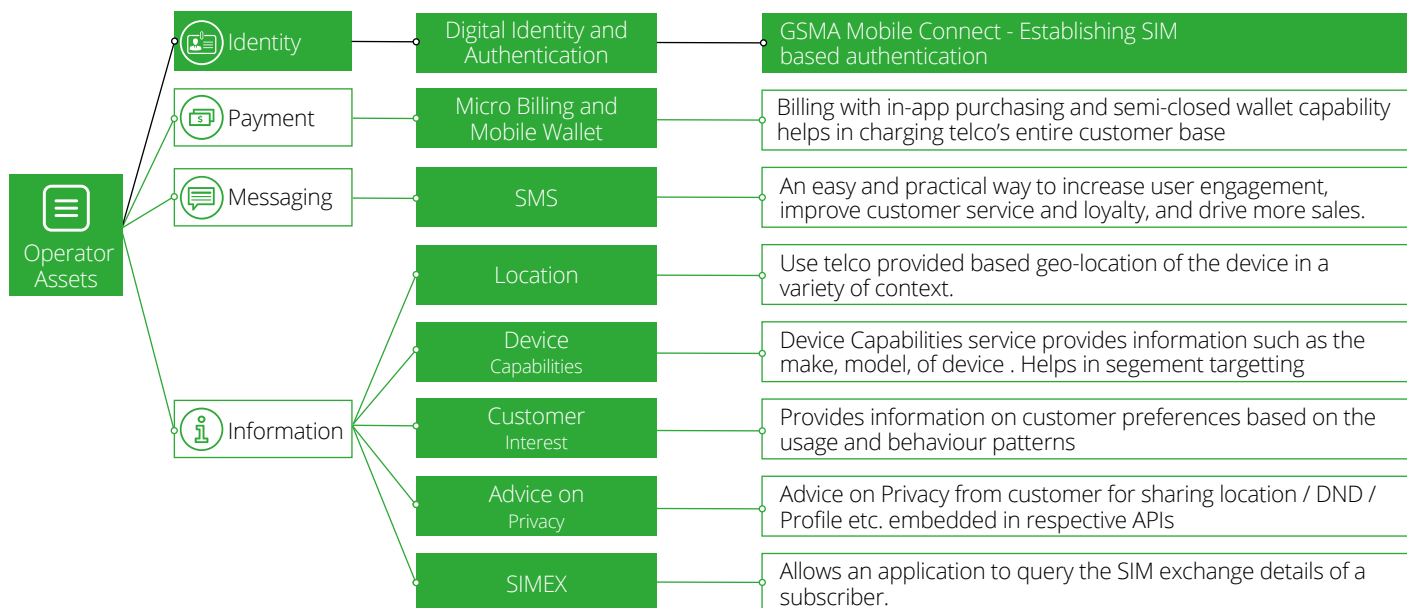 Operator
Assets
Identity
Digital Identity and
Authentication
GSMA Mobile Connect - Establishing SIM
based authentication
Payment
Micro Billing and
Mobile Wallet
Billing with in-app purchasing and semi-closed wallet capability
helps in charging telco's entire customer base
Messaging
SMS
An easy and practical way to increase user engagement,
improve customer service and loyalty, and drive more sales.
Information
Location
Use telco provided based geo-location of the device in a
variety of context.
Device
Capabilities
Device Capabilities service provides information such as the
make, model, of device . Helps in segement targetting
Customer
Interest
Provides information on customer preferences based on the
usage and behaviour patterns
Advice on
Privacy
Advice on Privacy from customer for sharing location / DND /
Profile etc. embedded in respective APIs
SIMEX
Allows an application to query the SIM exchange details of a
subscriber.